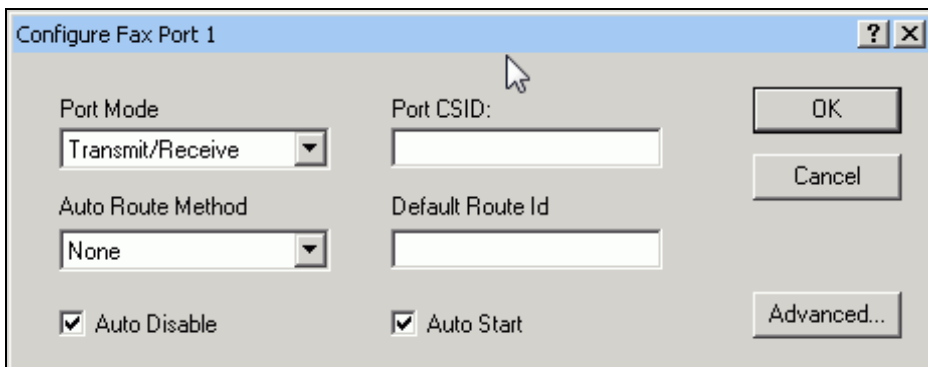 Configure Fax Port 1
Port Mode Port CSID: OK
Transmit/Receive
Cancel
Auto Route Method Default Route Id
None
Auto Disable Auto Start Advanced...